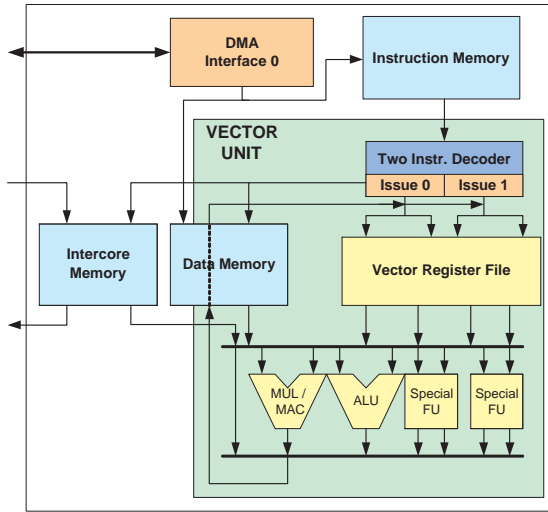 DMA
Interface 0
Instruction Memory
VECTOR
UNIT
Two Instr. Decoder
Issue 0
Issue 1
Intercore
Memory
Data Memory
Vector Register File
MUL /
MAC
ALU
Special
FU
Special
FU